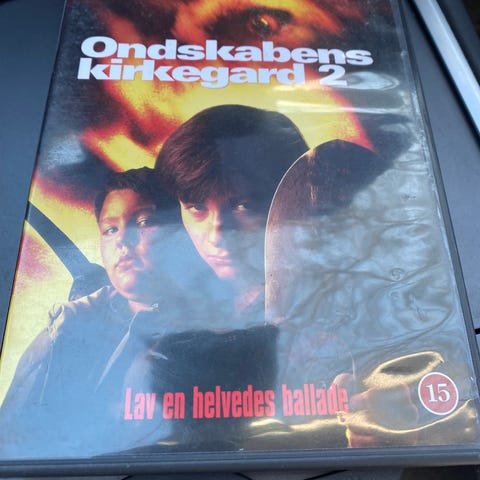 Ondskabens
kirkegard 2
Lav en helvedes ballade
15